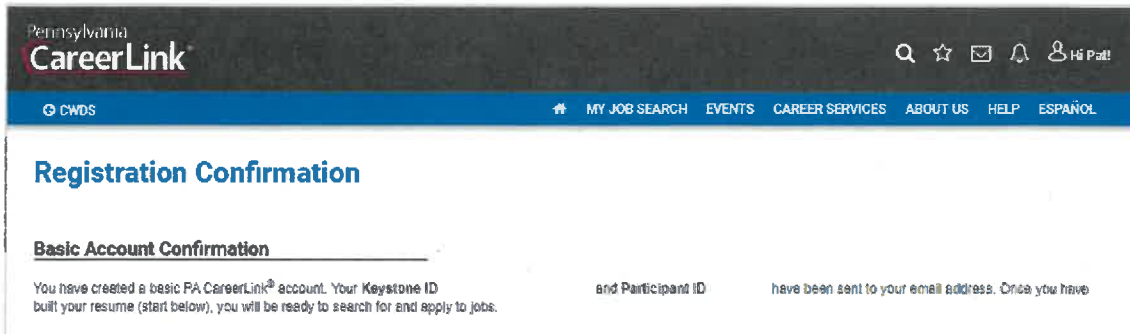 Pennsylvania
CareerLink
Hi Pat!
CWDS MY JOB SEARCH EVENTS CAREER SERVICES ABOUT US HELP ESPAÑOL
Registration Confirmation
Basic Account Confirmation
You have created a basic PA CareerLink® account. Your Keystone ID and Participant ID have been sent to your email address. Once you have
built your resume (start below), you will be ready to search for and apply to jobs.